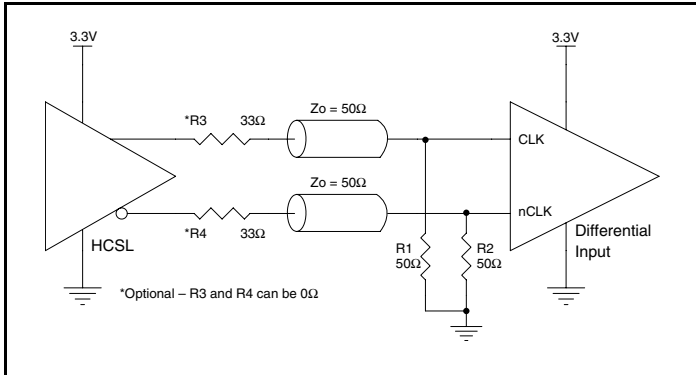 3.3V
3.3V
*R3 33Ω
Zo = 50Ω
CLK
Zo = 50Ω
nCLK
*R4 33Ω
HCSL
Differential
Input
R1
50Ω
R2
50Ω
*Optional – R3 and R4 can be 0Ω